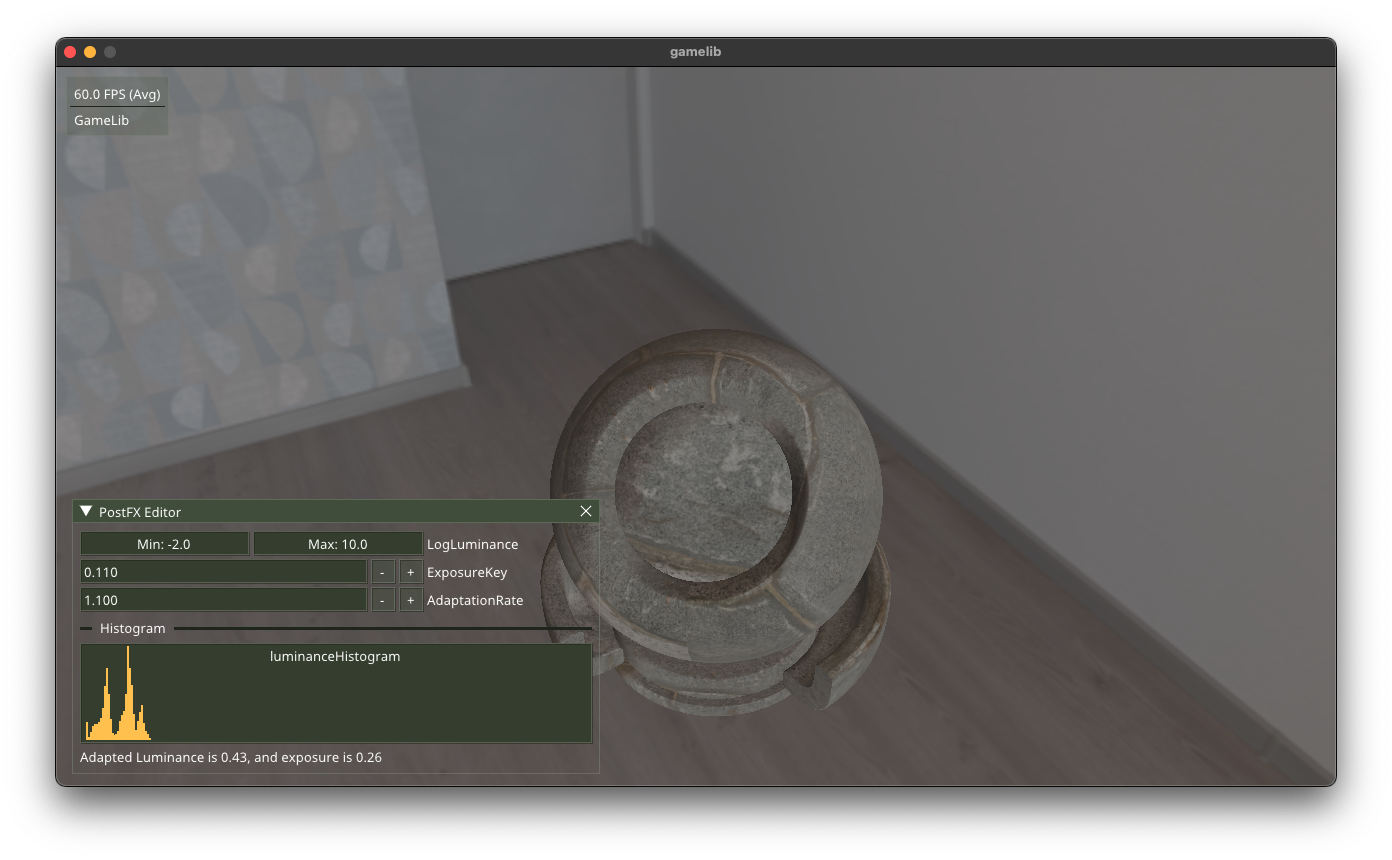 gamelib
60.0 FPS (Avg)
GameLib
PostFX Editor
Min: -2.0 Max: 10.0 LogLuminance
0.110 - + ExposureKey
1.100 - + AdaptationRate
Histogram
luminanceHistogram
Adapted Luminance is 0.43, and exposure is 0.26